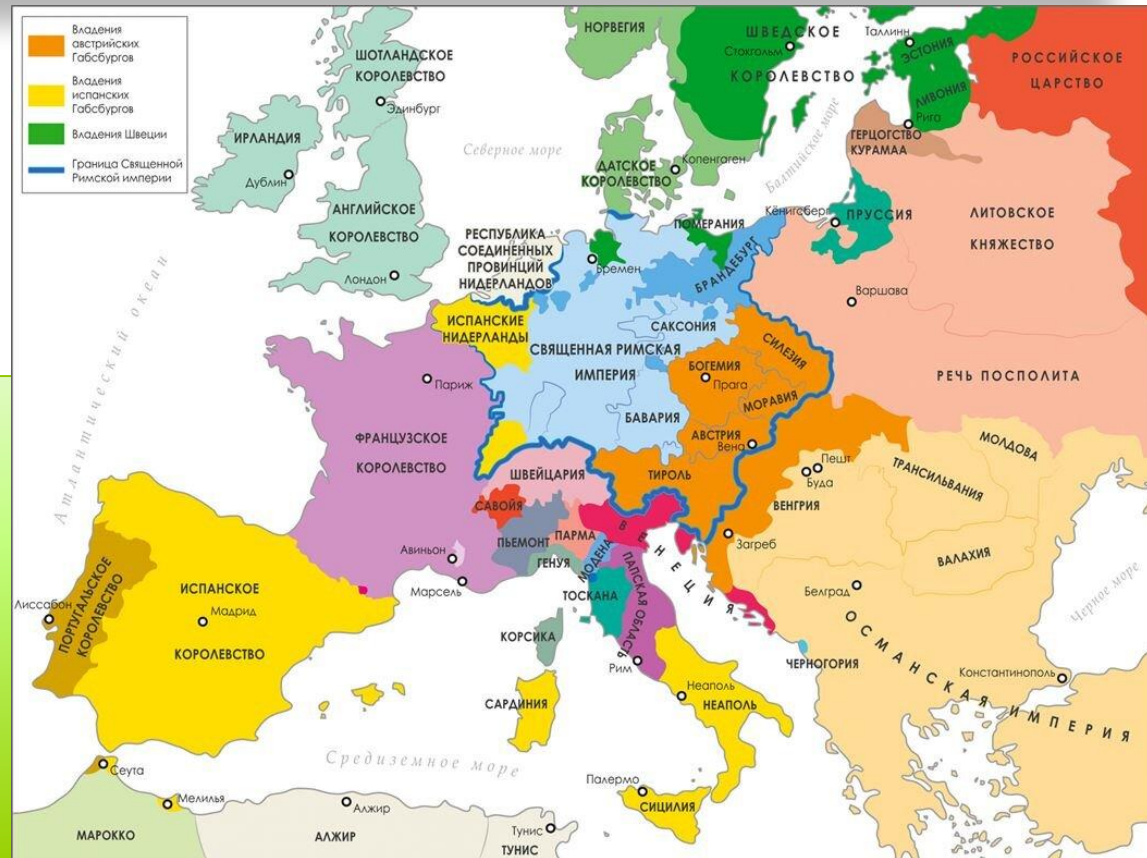 Владения
австрийских
Габсбургов
Владения
испанских
Габсбургов
Владения Швеции
Граница Священной
Римской империи
НОРВЕГИЯ
ШВЕДСКОЕ
Стокгольм
КОРОЛЕВСТВО
Таллинн
ЭСТОНИЯ
ЛИВОНИЯ
Рига
РОССИЙСКОЕ
ЦАРСТВО
ШОТЛАНДСКОЕ
КОРОЛЕВСТВО
Эдинбург
ИРЛАНДИЯ
Дублин
Северное море
Балтийское море
ГЕРЦОГСТВО
КУРАМАА
ДАТСКОЕ
КОРОЛЕВСТВО
Копенгаген
АНГЛИЙСКОЕ
КОРОЛЕВСТВО
Лондон
РЕСПУБЛИКА
СОЕДИНЕННЫХ
ПРОВИНЦИЙ
НИДЕРЛАНДОВ
Бремен
ПОМЕРАНИЯ
БРАНДЕБУРГ
Кёнигсберг
ПРУССИЯ
ЛИТОВСКОЕ
КНЯЖЕСТВО
Варшава
Атлантический океан
ИСПАНСКИЕ
НИДЕРЛАНДЫ
САКСОНИЯ
СВЯЩЕННАЯ РИМСКАЯ
ИМПЕРИЯ
СИЛЕЗИЯ
БОГЕМИЯ
Прага
МОРАВИЯ
РЕЧЬ ПОСПОЛИТА
Париж
БАВАРИЯ
АВСТРИЯ
Вена
ФРАНЦУЗСКОЕ
КОРОЛЕВСТВО
ШВЕЙЦАРИЯ
ТИРОЛЬ
Пешт
Буда
ВЕНГРИЯ
ТРАНСИЛЬВАНИЯ
МОЛДОВА
САВОЙЯ
ПЬЕМОНТ
ПАРМА
ВЕНЕЦИЯ
Загреб
ВАЛАХИЯ
Авиньон
ГЕНУЯ
МОДЕНА
Марсель
ТОСКАНА
ПАПСКАЯ ОБЛАСТЬ
Белград
Черное море
ПОРТУГАЛЬСКОЕ
КОРОЛЕВСТВО
Лиссабон
ИСПАНСКОЕ
Мадрид
КОРОЛЕВСТВО
КОРСИКА
Рим
ЧЕРНОГОРИЯ
ОСМАНСКАЯ ИМПЕРИЯ
Константинополь
САРДИНИЯ
Неаполь
НЕАПОЛЬ
Средиземное море
Сеута
Мелилья
Алжир
Палермо
СИЦИЛИЯ
МАРОККО
АЛЖИР
Тунис
ТУНИС